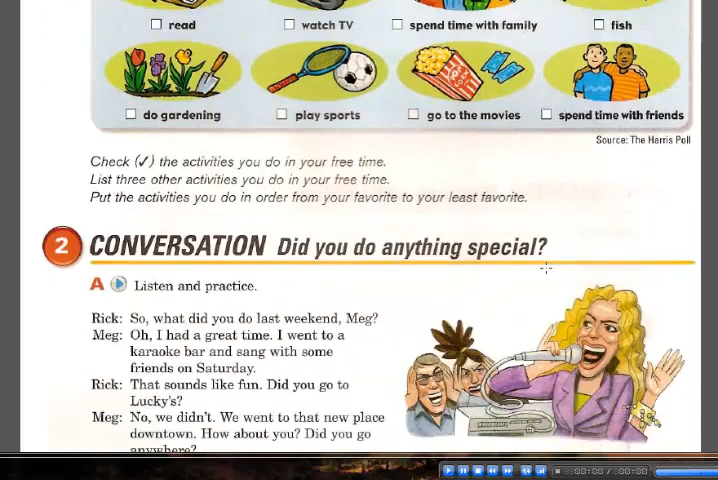 read
watch TV
spend time with family
fish
do gardening
play sports
go to the movies
spend time with friends
Source: The Harris Poll
Check (✓) the activities you do in your free time.
List three other activities you do in your free time.
Put the activities you do in order from your favorite to your least favorite.
2 CONVERSATION Did you do anything special?
A Listen and practice.
Rick: So, what did you do last weekend, Meg?
Meg: Oh, I had a great time. I went to a
karaoke bar and sang with some
friends on Saturday.
Rick: That sounds like fun. Did you go to
Lucky's?
Meg: No, we didn't. We went to that new place
downtown. How about you? Did you go
anywhere?
00:00 / 00:00